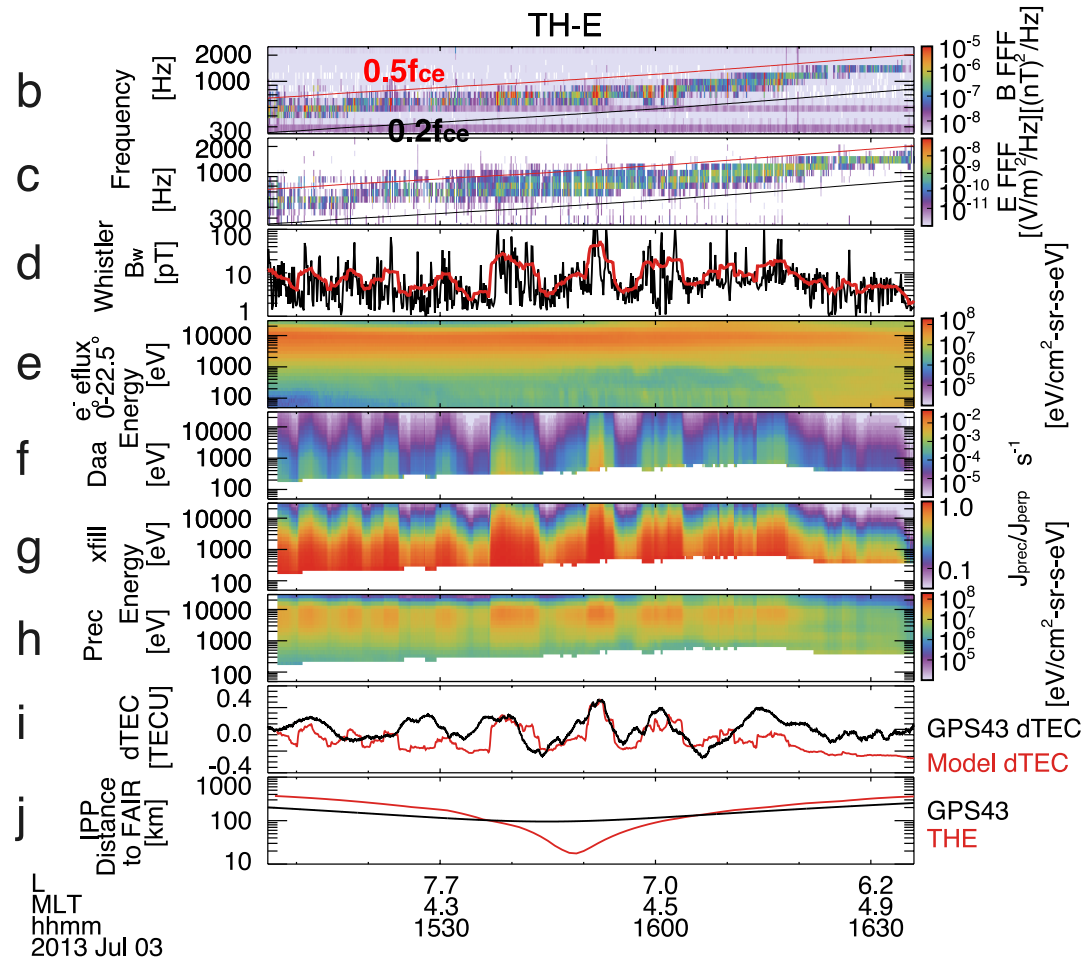 TH-E
b
Frequency
[Hz]
2000
1000
300
0.5fce
0.2fce
10⁻⁵
10⁻⁶
10⁻⁷
10⁻⁸
B FFF
[(nT)²/Hz]
c
[Hz]
2000
1000
300
10⁻⁸
10⁻⁹
10⁻¹⁰
10⁻¹¹
E FFF
[(V/m)²/Hz]
d
Whistler
Bw
[pT]
100
10
1
e
e⁻ eflux
0°-22.5°
Energy
[eV]
10000
1000
100
10⁸
10⁷
10⁶
10⁵
[eV/cm²-sr-s-eV]
f
Daa
[eV]
10000
1000
100
10⁻²
10⁻³
10⁻⁴
10⁻⁵
s⁻¹
g
xfill
Energy
[eV]
10000
1000
100
1.0
0.1
Jprec/Jperp
h
Prec
[eV]
10000
1000
100
10⁸
10⁷
10⁶
10⁵
[eV/cm²-sr-s-eV]
i
dTEC
[TECU]
0.4
0.0
-0.4
GPS43 dTEC
Model dTEC
j
IPP
Distance
to FAIR
[km]
1000
100
10
GPS43
THE
L 7.7 7.0 6.2
MLT 4.3 4.5 4.9
hhmm 1530 1600 1630
2013 Jul 03